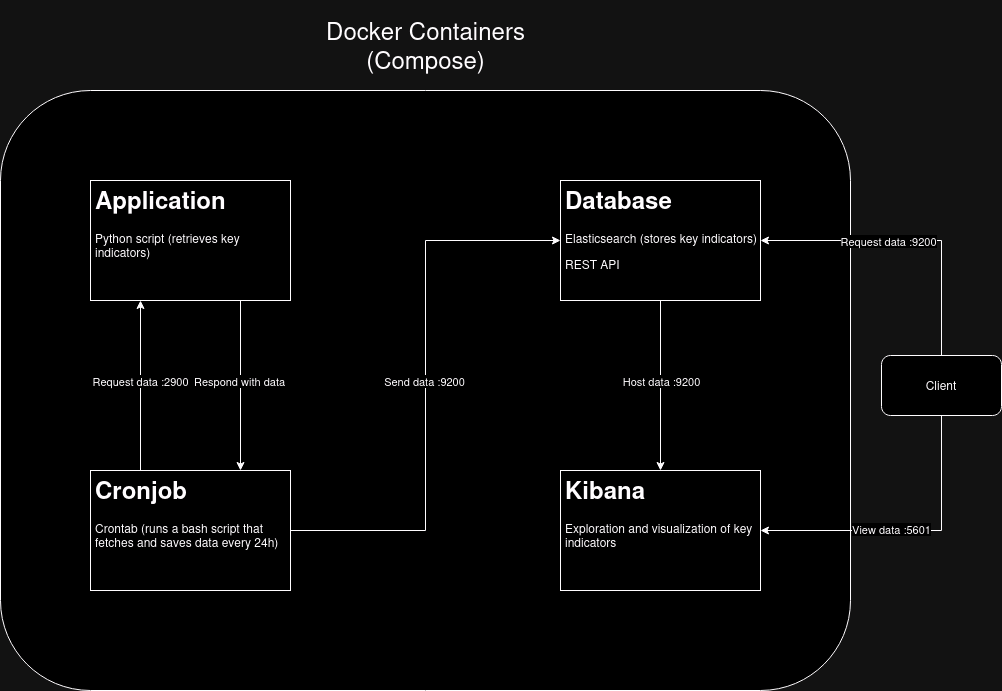 Docker Containers
(Compose)
Application
Python script (retrieves key
indicators)
Database
Elasticsearch (stores key indicators)
REST API
Request data :9200
Request data :2900
Respond with data
Send data :9200
Host data :9200
Client
Cronjob
Crontab (runs a bash script that
fetches and saves data every 24h)
Kibana
Exploration and visualization of key
indicators
View data :5601